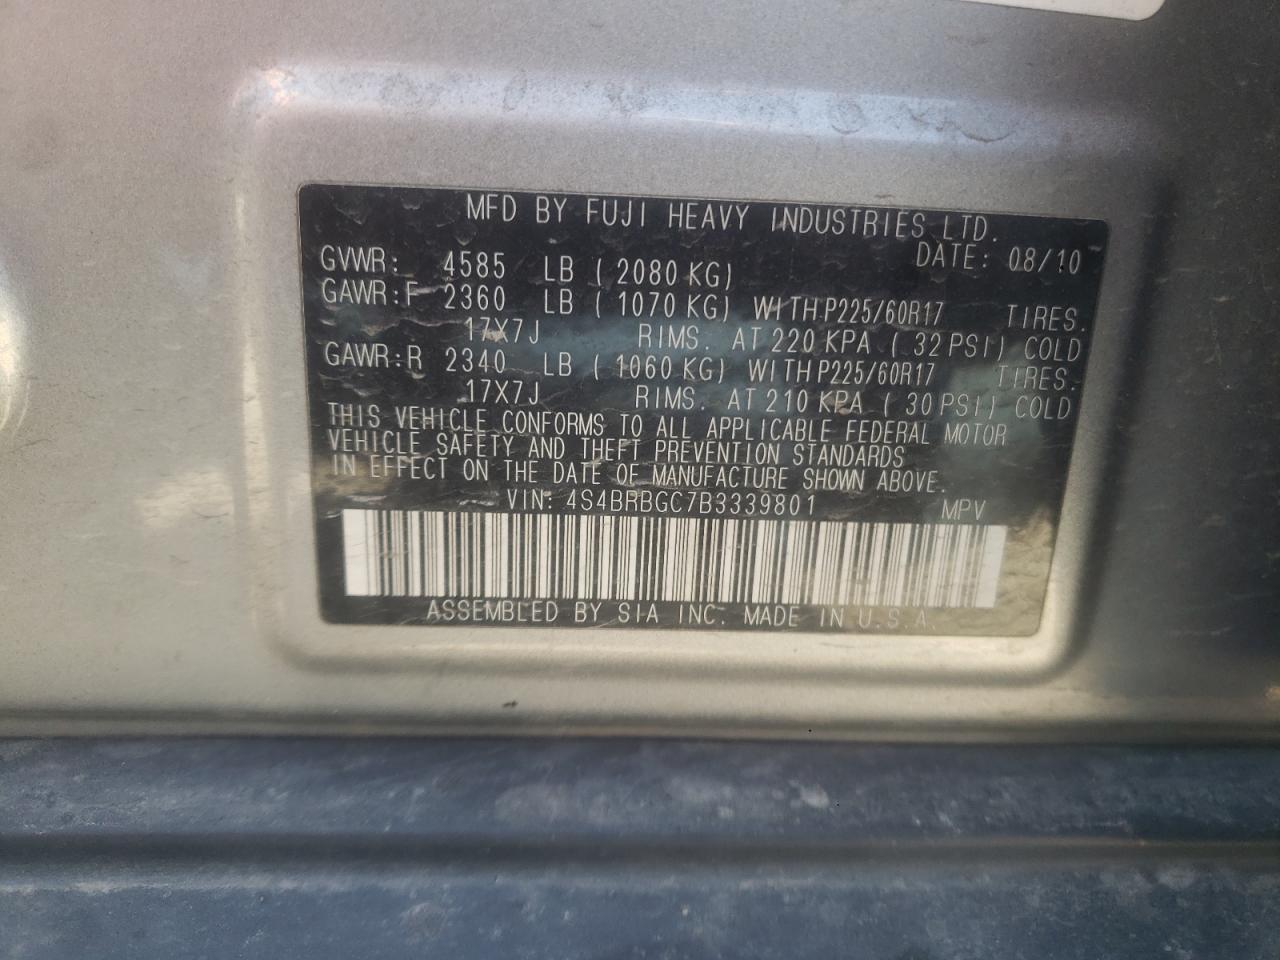 MFD BY FUJI HEAVY INDUSTRIES LTD.
DATE: 08/10
GVWR: 4585 LB (2080 KG)
GAWR:F 2360 LB (1070 KG) WITH P225/60R17 TIRES.
17X7J RIMS. AT 220 KPA (32 PSI) COLD
GAWR:R 2340 LB (1060 KG) WITH P225/60R17 TIRES.
17X7J RIMS. AT 210 KPA (30 PSI) COLD
THIS VEHICLE CONFORMS TO ALL APPLICABLE FEDERAL MOTOR
VEHICLE SAFETY AND THEFT PREVENTION STANDARDS
IN EFFECT ON THE DATE OF MANUFACTURE SHOWN ABOVE.
VIN: 4S4BRBGC7B3339801 MPV
ASSEMBLED BY SIA INC. MADE IN U.S.A.